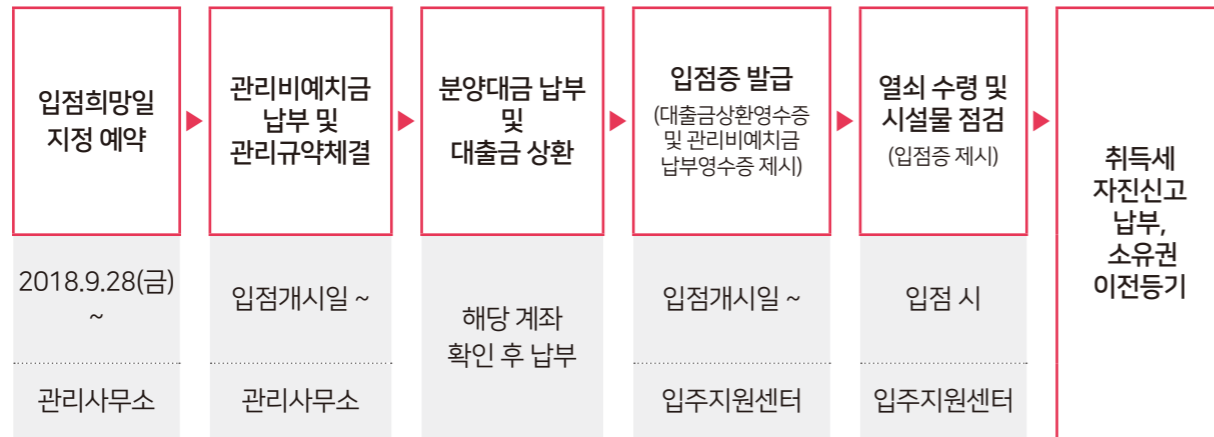 입점희망일
지정 예약
관리비예치금
납부 및
관리규약체결
분양대금 납부
및
대출금 상환
입점증 발급
(대출금상환영수증
및 관리비예치금
납부영수증 제시)
열쇠 수령 및
시설물 점검
(입점증 제시)
취득세
자진신고
납부,
소유권
이전등기
2018.9.28(금)
~
입점개시일 ~
해당 계좌
확인 후 납부
입점개시일 ~
입점 시
관리사무소
관리사무소
입주지원센터
입주지원센터